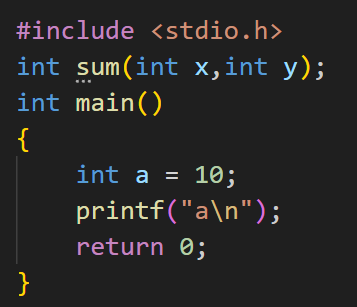 #include <stdio.h>
int sum(int x,int y);
int main()
{
    int a = 10;
    printf("a\n");
    return 0;
}